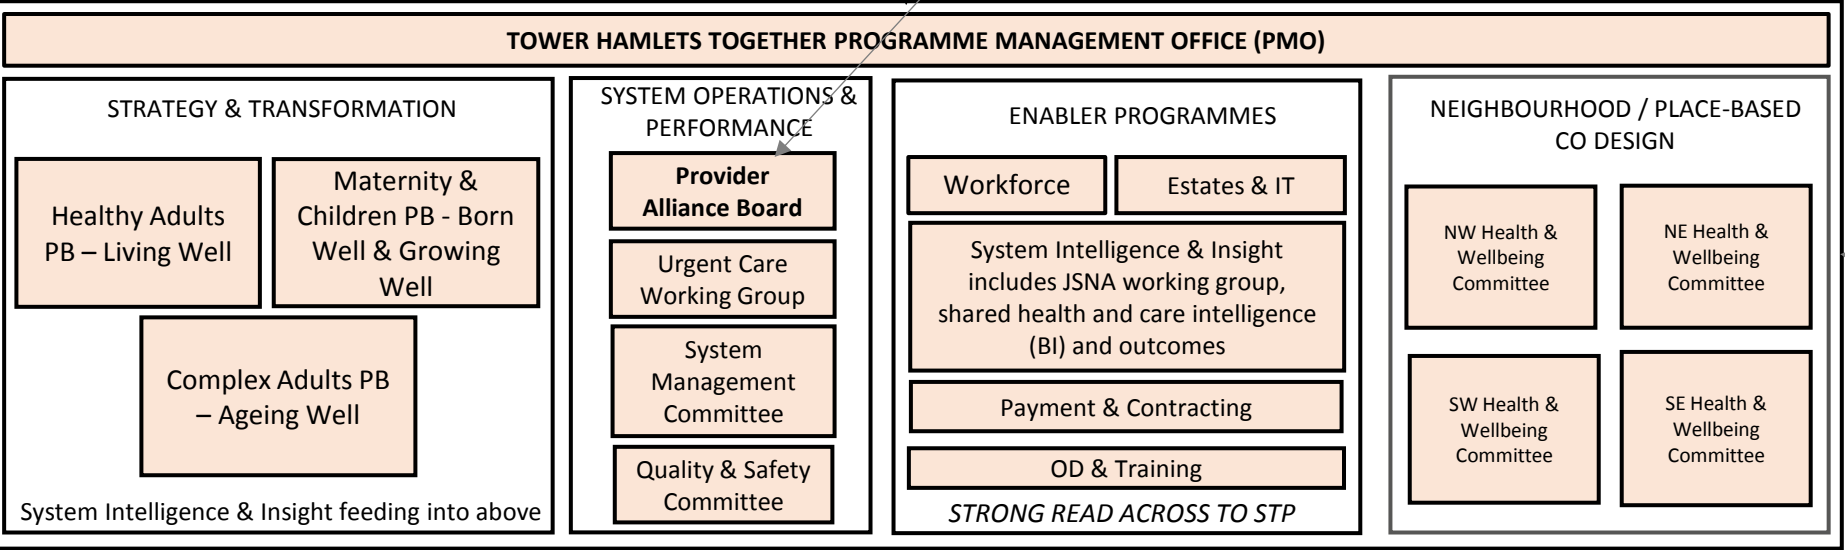 TOWER HAMLETS TOGETHER PROGRAMME MANAGEMENT OFFICE (PMO)
STRATEGY & TRANSFORMATION
Healthy Adults
PB – Living Well
Maternity &
Children PB - Born
Well & Growing
Well
Complex Adults PB
– Ageing Well
System Intelligence & Insight feeding into above
SYSTEM OPERATIONS &
PERFORMANCE
Provider
Alliance Board
Urgent Care
Working Group
System
Management
Committee
Quality & Safety
Committee
ENABLER PROGRAMMES
Workforce
Estates & IT
System Intelligence & Insight
includes JSNA working group,
shared health and care intelligence
(BI) and outcomes
Payment & Contracting
OD & Training
STRONG READ ACROSS TO STP
NEIGHBOURHOOD / PLACE-BASED
CO DESIGN
NW Health &
Wellbeing
Committee
NE Health &
Wellbeing
Committee
SW Health &
Wellbeing
Committee
SE Health &
Wellbeing
Committee